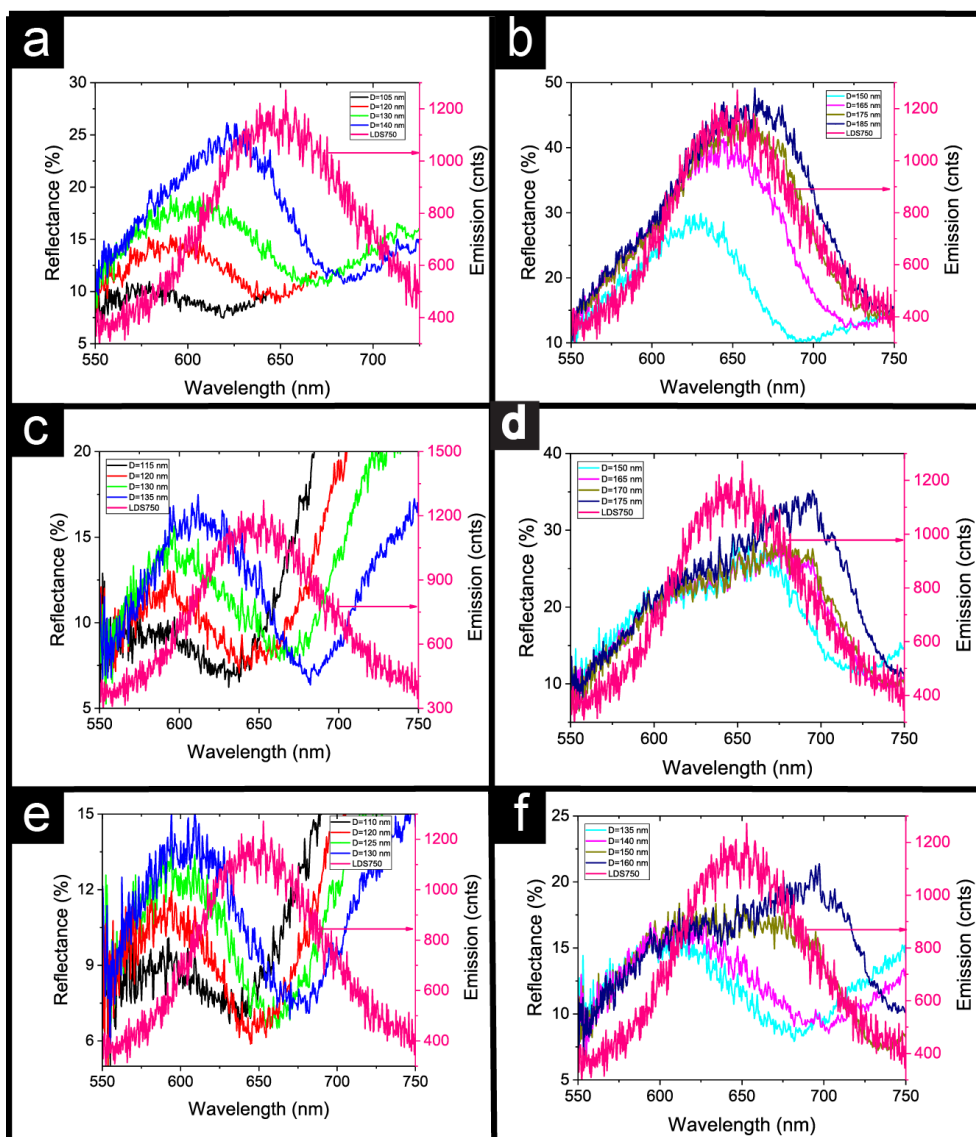 a
30
25
20
15
10
5
Reflectance (%)
550
600
650
700
Wavelength (nm)
1200
1000
800
600
400
Emission (cnts)
D=105 nm
D=120 nm
D=130 nm
D=140 nm
LDS750
b
50
40
30
20
10
Reflectance (%)
550
600
650
700
750
Wavelength (nm)
1200
1000
800
600
400
Emission (cnts)
D=150 nm
D=165 nm
D=175 nm
D=185 nm
LDS750
c
20
15
10
5
Reflectance (%)
550
600
650
700
750
Wavelength (nm)
1500
1200
900
600
300
Emission (cnts)
D=115 nm
D=120 nm
D=130 nm
D=135 nm
LDS750
d
40
30
20
10
Reflectance (%)
550
600
650
700
750
Wavelength (nm)
1200
1000
800
600
400
Emission (cnts)
D=150 nm
D=165 nm
D=170 nm
D=175 nm
LDS750
e
15
12
9
6
Reflectance (%)
550
600
650
700
750
Wavelength (nm)
1200
1000
800
600
400
Emission (cnts)
D=110 nm
D=120 nm
D=125 nm
D=130 nm
LDS750
f
25
20
15
10
5
Reflectance (%)
550
600
650
700
750
Wavelength (nm)
1200
1000
800
600
400
Emission (cnts)
D=135 nm
D=140 nm
D=150 nm
D=160 nm
LDS750